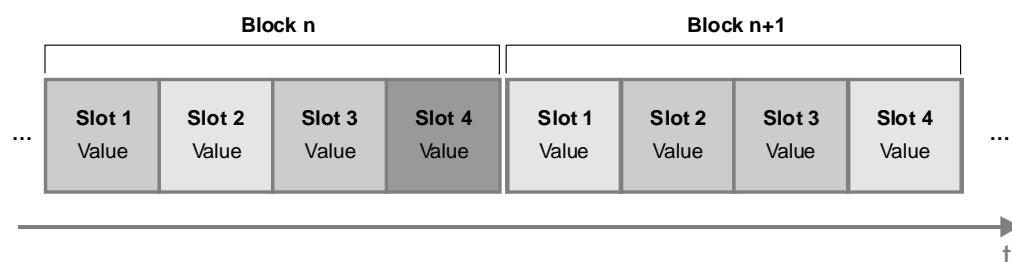 Block n
Block n+1
...
Slot 1
Value
Slot 2
Value
Slot 3
Value
Slot 4
Value
Slot 1
Value
Slot 2
Value
Slot 3
Value
Slot 4
Value
...
t